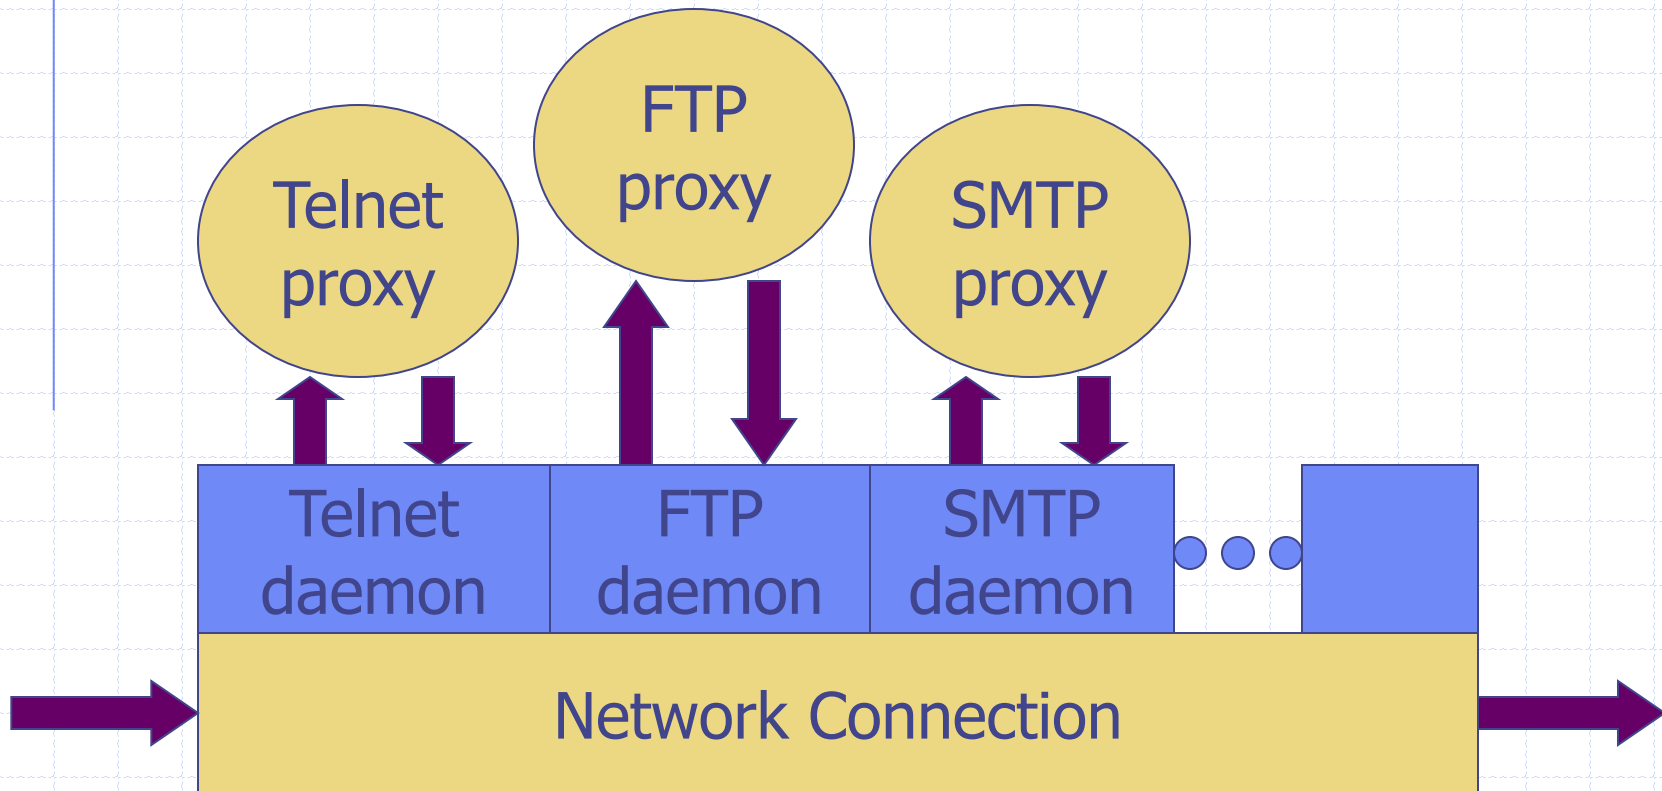 FTP
proxy
Telnet
proxy
SMTP
proxy
Telnet
daemon
FTP
daemon
SMTP
daemon
Network Connection